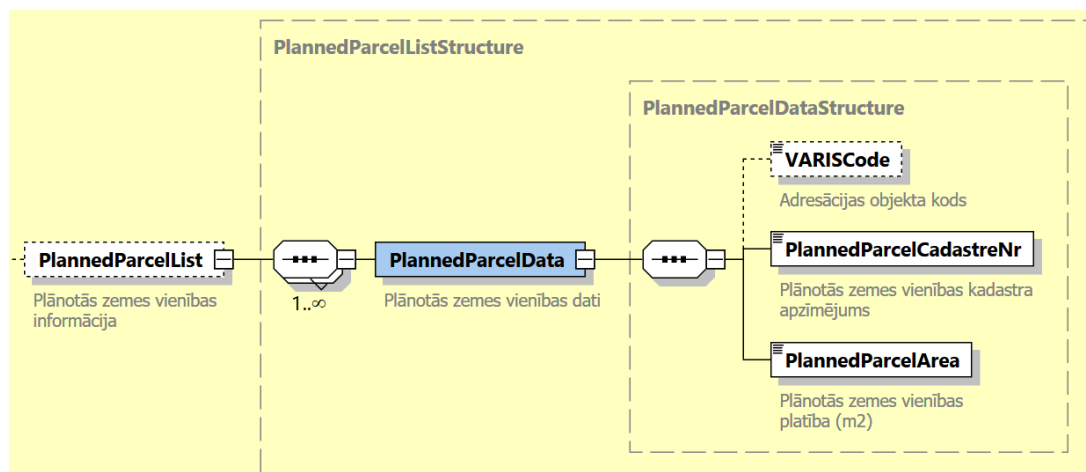 PlannedParcelListStructure
PlannedParcelDataStructure
VARISCode
Adresācijas objekta kods
PlannedParcelList
Plānotās zemes vienības
informācija
1..∞
PlannedParcelData
Plānotās zemes vienības dati
PlannedParcelCadastreNr
Plānotās zemes vienības kadastra
apzīmējums
PlannedParcelArea
Plānotās zemes vienības
platība (m2)